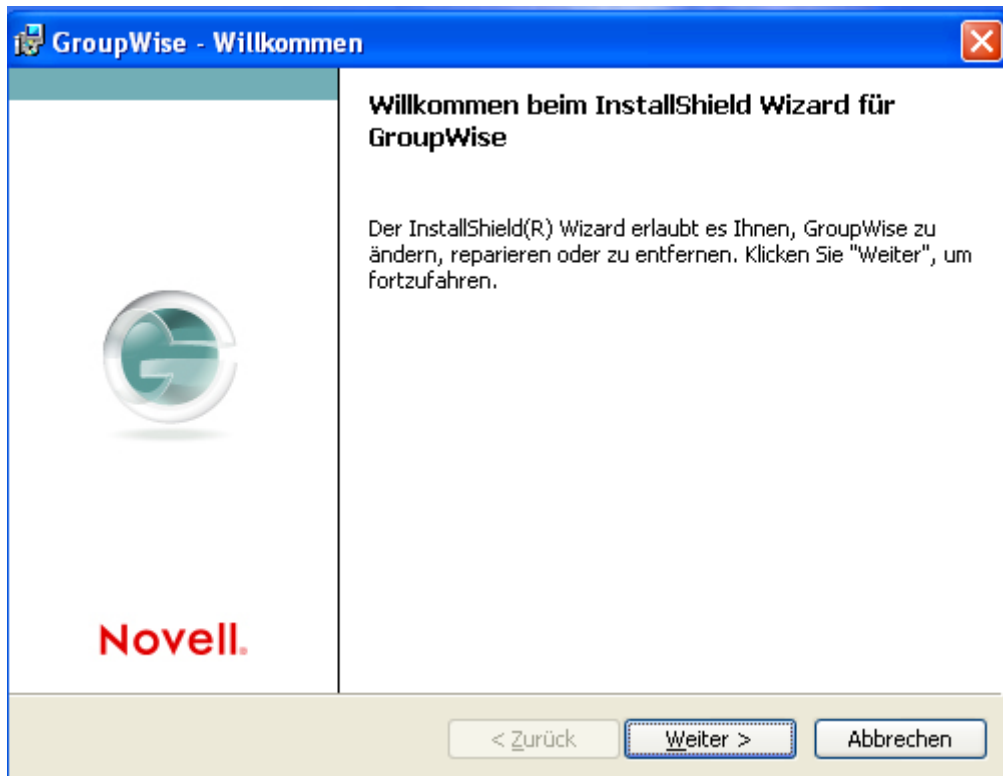 GroupWise - Willkommen
Willkommen beim InstallShield Wizard für
GroupWise
Der InstallShield(R) Wizard erlaubt es Ihnen, GroupWise zu
ändern, reparieren oder zu entfernen. Klicken Sie "Weiter", um
fortzufahren.
Novell.
< Zurück
Weiter >
Abbrechen